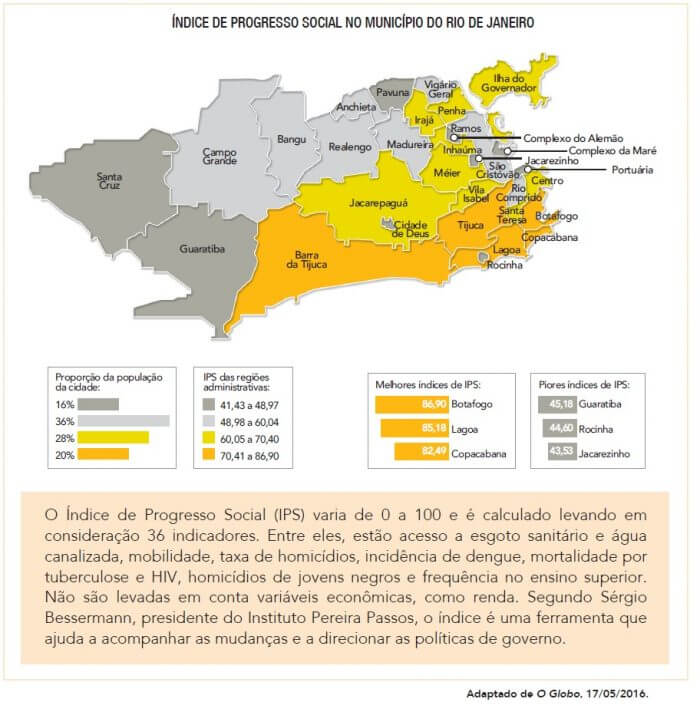 ÍNDICE DE PROGRESSO SOCIAL NO MUNICÍPIO DO RIO DE JANEIRO
Ilha do
Governador
Pavuna
Vigário
Geral
Anchieta
Penha
Irajá
Ramos
Complexo do Alemão
Campo
Grande
Bangu
Realengo
Madureira
Inhaúma
Complexo da Maré
Jacarezinho
São
Cristóvão
Portuária
Santa
Cruz
Méier
Vila
Isabel
Rio
Comprido
Centro
Jacarepaguá
Santa
Teresa
Botafogo
Cidade
de Deus
Tijuca
Copacabana
Guaratiba
Barra
da Tijuca
Lagoa
Rocinha
Proporção da população
da cidade:
16%
36%
28%
20%
IPS das regiões
administrativas:
41,43 a 48,97
48,98 a 60,04
60,05 a 70,40
70,41 a 86,90
Melhores índices de IPS:
86,90 Botafogo
85,18 Lagoa
82,49 Copacabana
Piores índices de IPS:
45,18 Guaratiba
44,60 Rocinha
43,53 Jacarezinho
O Índice de Progresso Social (IPS) varia de 0 a 100 e é calculado levando em
consideração 36 indicadores. Entre eles, estão acesso a esgoto sanitário e água
canalizada, mobilidade, taxa de homicídios, incidência de dengue, mortalidade por
tuberculose e HIV, homicídios de jovens negros e frequência no ensino superior.
Não são levadas em conta variáveis econômicas, como renda. Segundo Sérgio
Bessermann, presidente do Instituto Pereira Passos, o índice é uma ferramenta que
ajuda a acompanhar as mudanças e a direcionar as políticas de governo.
Adaptado de O Globo, 17/05/2016.